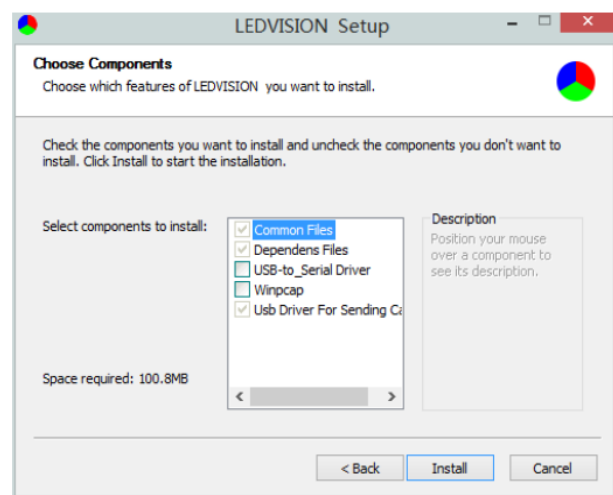 LEDVISION Setup
Choose Components
Choose which features of LEDVISION you want to install.
Check the components you want to install and uncheck the components you don't want to
install. Click Install to start the installation.
Select components to install:
Common Files
Dependens Files
USB-to_Serial Driver
Winpcap
Usb Driver For Sending Ca
Description
Position your mouse
over a component to
see its description.
Space required: 100.8MB
< Back
Install
Cancel